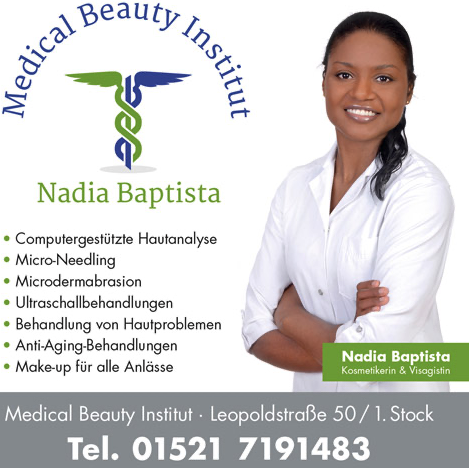 Medical Beauty Institut
Nadia Baptista
• Computergestützte Hautanalyse
• Micro-Needling
• Microdermabrasion
• Ultraschallbehandlungen
• Behandlung von Hautproblemen
• Anti-Aging-Behandlungen
• Make-up für alle Anlässe
Nadia Baptista
Kosmetikerin & Visagistin
Medical Beauty Institut · Leopoldstraße 50 / 1. Stock
Tel. 01521 7191483